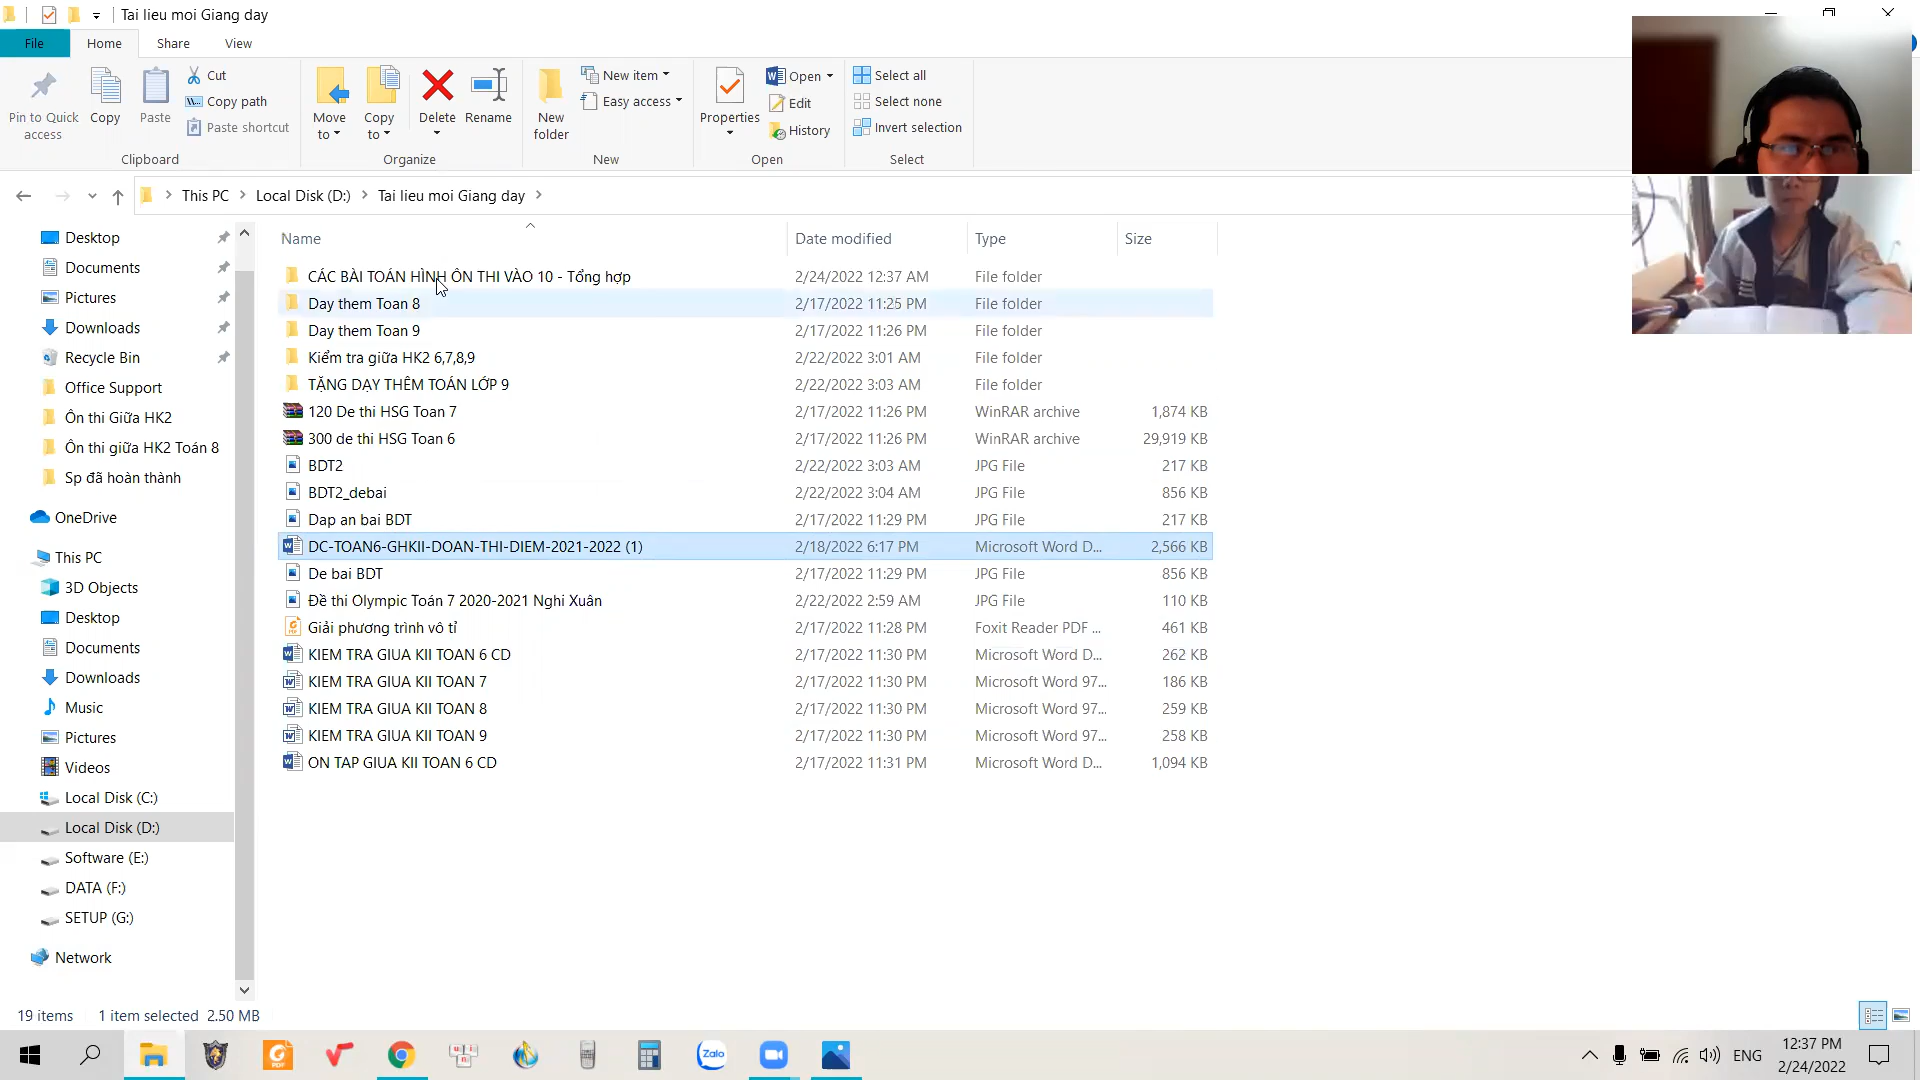 Tai lieu moi Giang day
File Home Share View
Pin to Quick access
Copy
Paste
Cut
Copy path
Paste shortcut
Clipboard
Move to
Copy to
Delete
Rename
Organize
New folder
New item
Easy access
New
Properties
Open
Edit
History
Open
Select all
Select none
Invert selection
Select
This PC Local Disk (D:) Tai lieu moi Giang day
Desktop
Documents
Pictures
Downloads
Recycle Bin
Office Support
Ôn thi Giữa HK2
Ôn thi giữa HK2 Toán 8
Sp đã hoàn thành
OneDrive
This PC
3D Objects
Desktop
Documents
Downloads
Music
Pictures
Videos
Local Disk (C:)
Local Disk (D:)
Software (E:)
DATA (F:)
SETUP (G:)
Network
Name Date modified Type Size
CÁC BÀI TOÁN HÌNH ÔN THI VÀO 10 - Tổng hợp 2/24/2022 12:37 AM File folder
Day them Toan 8 2/17/2022 11:25 PM File folder
Day them Toan 9 2/17/2022 11:26 PM File folder
Kiểm tra giữa HK2 6,7,8,9 2/22/2022 3:01 AM File folder
TẶNG DẠY THÊM TOÁN LỚP 9 2/22/2022 3:03 AM File folder
120 De thi HSG Toan 7 2/17/2022 11:26 PM WinRAR archive 1,874 KB
300 de thi HSG Toan 6 2/17/2022 11:26 PM WinRAR archive 29,919 KB
BDT2 2/22/2022 3:03 AM JPG File 217 KB
BDT2_debai 2/22/2022 3:04 AM JPG File 856 KB
Dap an bai BDT 2/17/2022 11:29 PM JPG File 217 KB
DC-TOAN6-GHKII-DOAN-THI-DIEM-2021-2022 (1) 2/18/2022 6:17 PM Microsoft Word D... 2,566 KB
De bai BDT 2/17/2022 11:29 PM JPG File 856 KB
Đề thi Olympic Toán 7 2020-2021 Nghi Xuân 2/22/2022 2:59 AM JPG File 110 KB
Giải phương trình vô tỉ 2/17/2022 11:28 PM Foxit Reader PDF ... 461 KB
KIEM TRA GIUA KII TOAN 6 CD 2/17/2022 11:30 PM Microsoft Word D... 262 KB
KIEM TRA GIUA KII TOAN 7 2/17/2022 11:30 PM Microsoft Word 97... 186 KB
KIEM TRA GIUA KII TOAN 8 2/17/2022 11:30 PM Microsoft Word 97... 259 KB
KIEM TRA GIUA KII TOAN 9 2/17/2022 11:30 PM Microsoft Word 97... 258 KB
ON TAP GIUA KII TOAN 6 CD 2/17/2022 11:31 PM Microsoft Word D... 1,094 KB
19 items 1 item selected 2.50 MB
Zalo
ENG
12:37 PM
2/24/2022